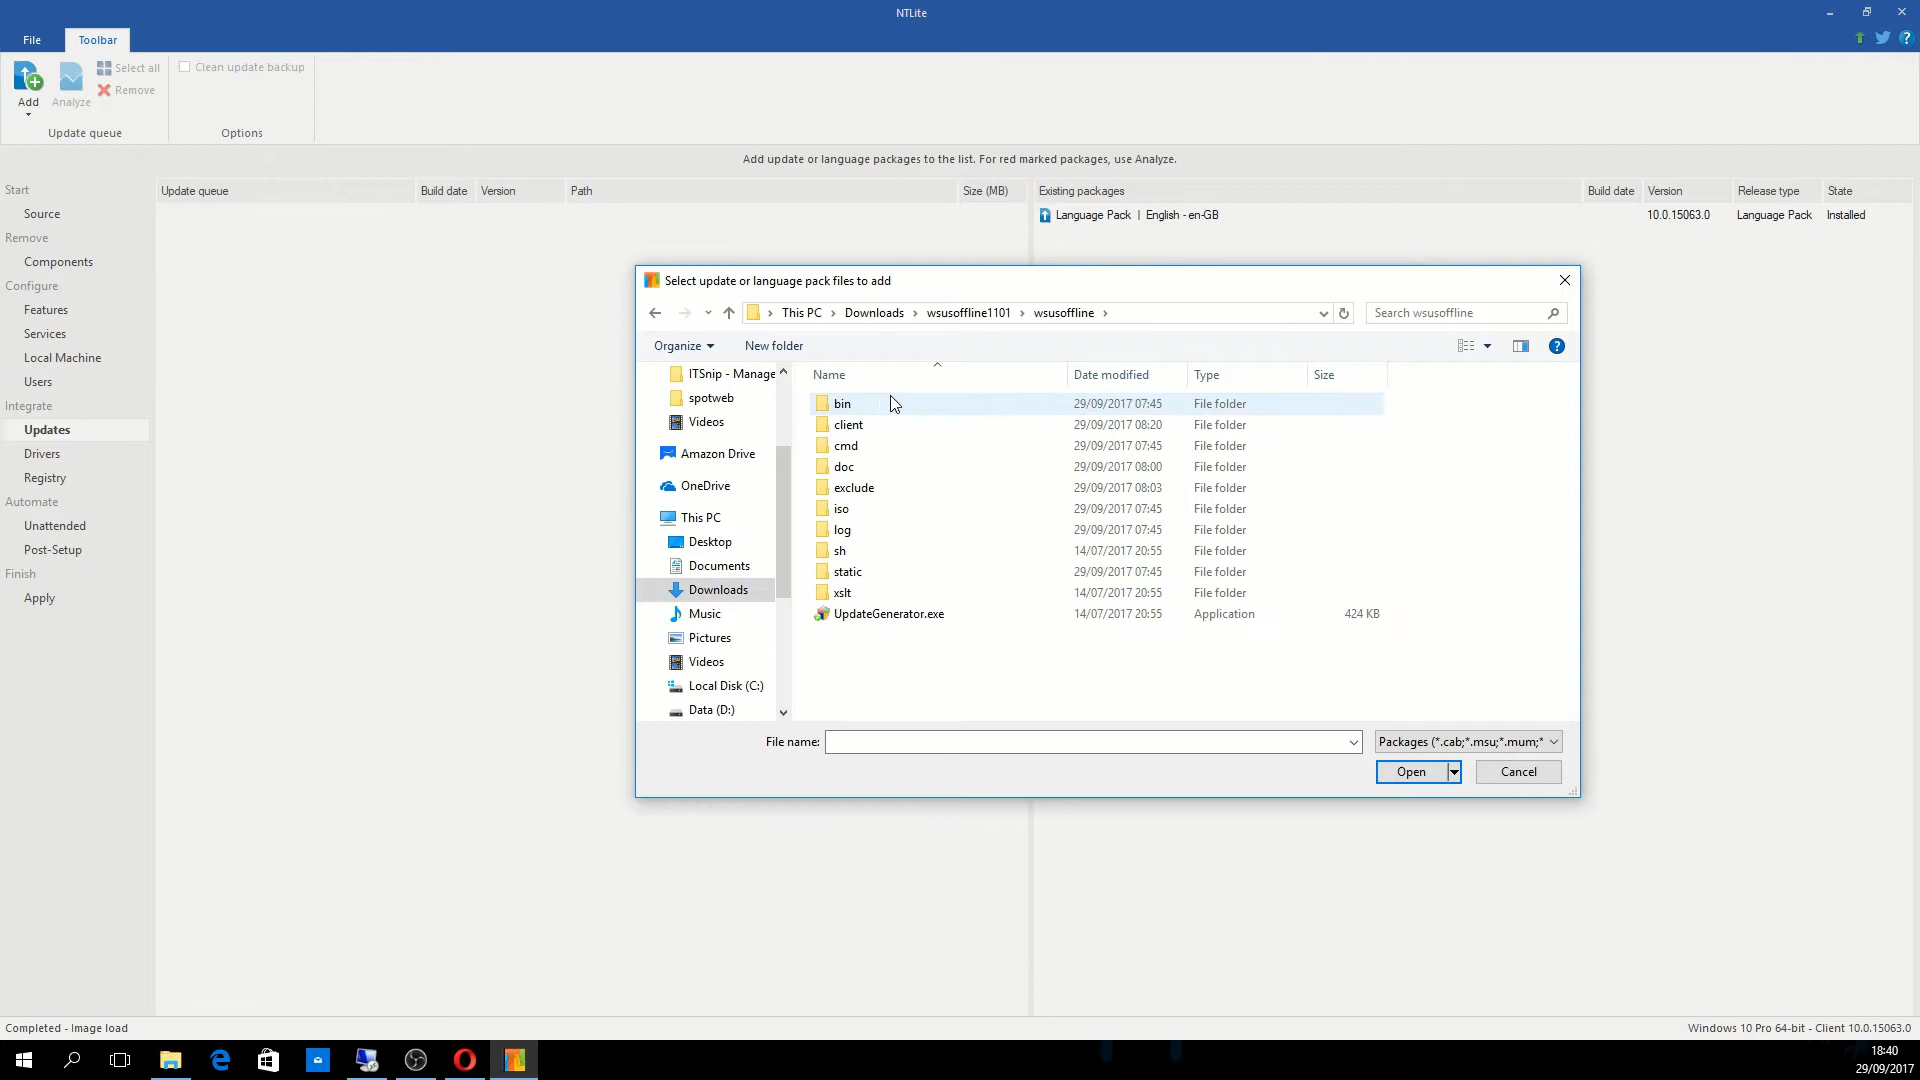 NTLite
File
Toolbar
Add
Analyze
Select all
Remove
Update queue
Clean update backup
Options
Add update or language packages to the list. For red marked packages, use Analyze.
Start
Source
Remove
Components
Configure
Features
Services
Local Machine
Users
Integrate
Updates
Drivers
Registry
Automate
Unattended
Post-Setup
Finish
Apply
Update queue Build date Version Path Size (MB)
Existing packages Build date Version Release type State
Language Pack | English - en-GB 10.0.15063.0 Language Pack Installed
Select update or language pack files to add
This PC › Downloads › wsusoffline1101 › wsusoffline ›
Search wsusoffline
Organize
New folder
ITSnip - Manage
spotweb
Videos
Amazon Drive
OneDrive
This PC
Desktop
Documents
Downloads
Music
Pictures
Videos
Local Disk (C:)
Data (D:)
Name Date modified Type Size
bin 29/09/2017 07:45 File folder
client 29/09/2017 08:20 File folder
cmd 29/09/2017 07:45 File folder
doc 29/09/2017 08:00 File folder
exclude 29/09/2017 08:03 File folder
iso 29/09/2017 07:45 File folder
log 29/09/2017 07:45 File folder
sh 14/07/2017 20:55 File folder
static 29/09/2017 07:45 File folder
xslt 14/07/2017 20:55 File folder
UpdateGenerator.exe 14/07/2017 20:55 Application 424 KB
File name:
Packages (*.cab;*.msu;*.mum;*
Open
Cancel
Completed - Image load
Windows 10 Pro 64-bit - Client 10.0.15063.0
18:40
29/09/2017